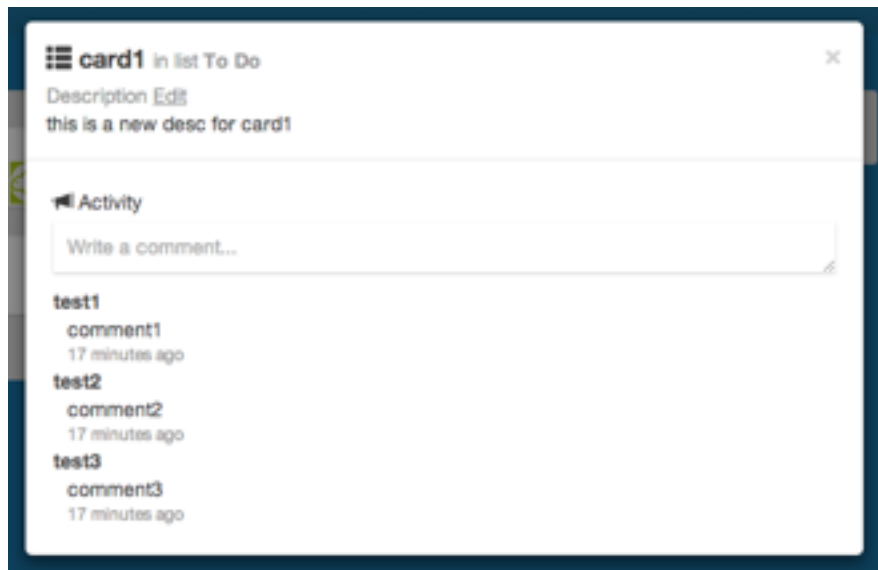 card1 in list To Do
×
Description Edit
this is a new desc for card1
Activity
Write a comment...
test1
comment1
17 minutes ago
test2
comment2
17 minutes ago
test3
comment3
17 minutes ago